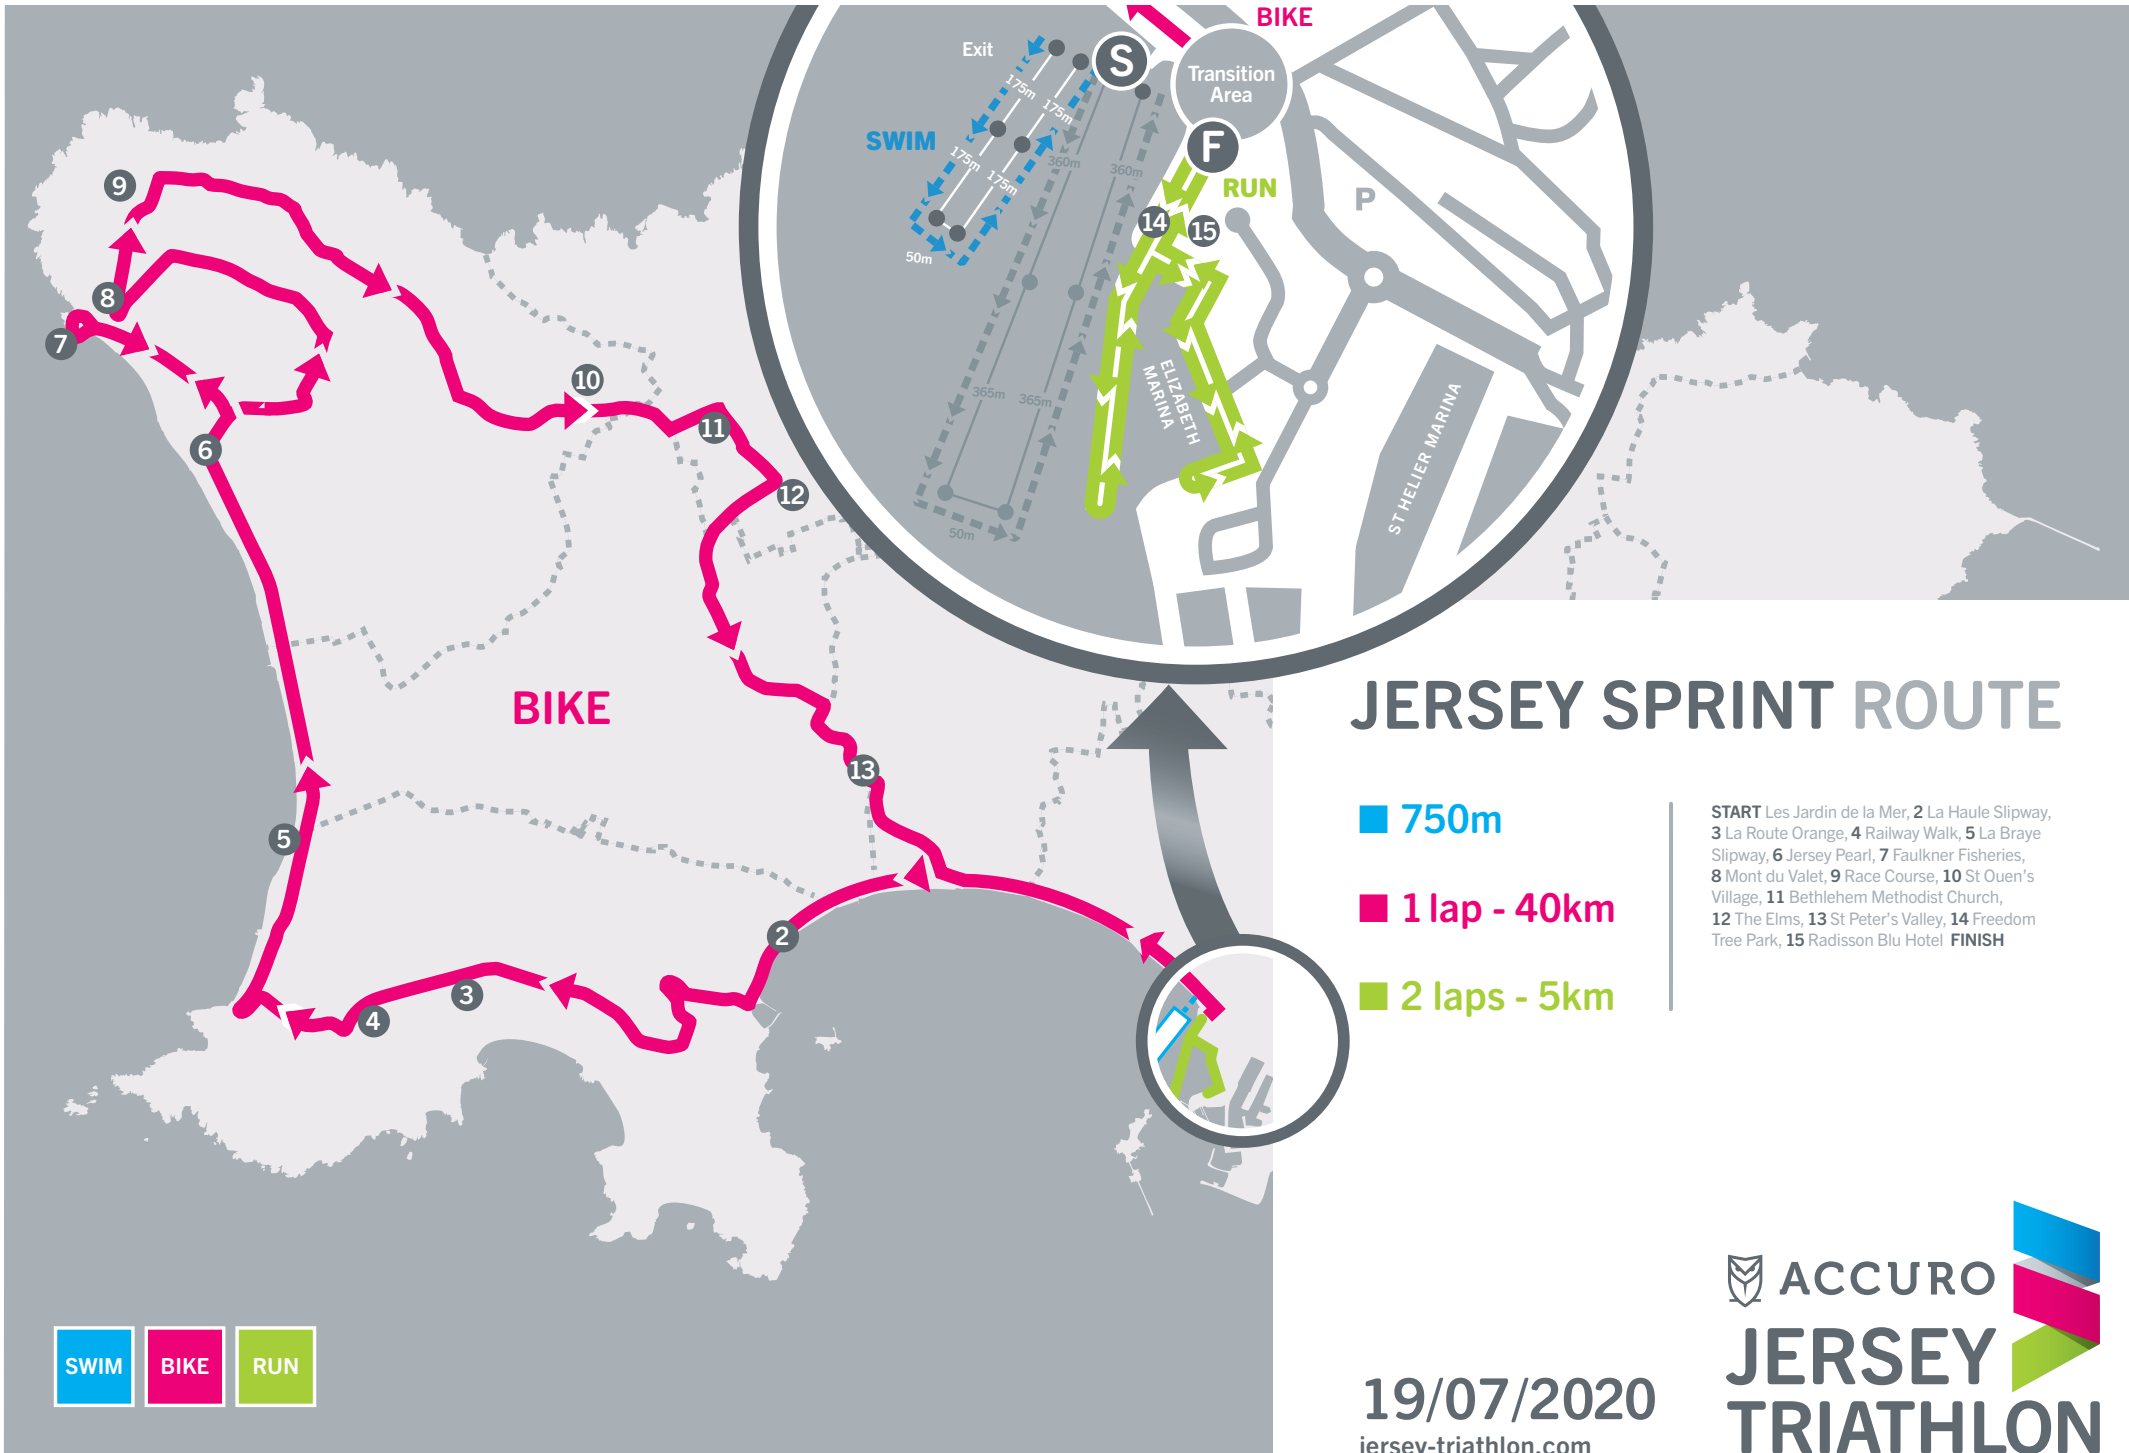 BIKE
Exit
S
Transition
Area
175m
175m
SWIM
F
175m
175m
360m
360m
RUN
P
14
15
50m
ELIZABETH
MARINA
365m
365m
ST HELIER MARINA
50m
9
8
7
10
11
6
12
BIKE
13
5
2
3
4
JERSEY SPRINT ROUTE
750m
1 lap - 40km
2 laps - 5km
START Les Jardin de la Mer, 2 La Haule Slipway,
3 La Route Orange, 4 Railway Walk, 5 La Braye
Slipway, 6 Jersey Pearl, 7 Faulkner Fisheries,
8 Mont du Valet, 9 Race Course, 10 St Ouen's
Village, 11 Bethlehem Methodist Church,
12 The Elms, 13 St Peter's Valley, 14 Freedom
Tree Park, 15 Radisson Blu Hotel FINISH
SWIM
BIKE
RUN
19/07/2020
jersey-triathlon.com
ACCURO
JERSEY
TRIATHLON